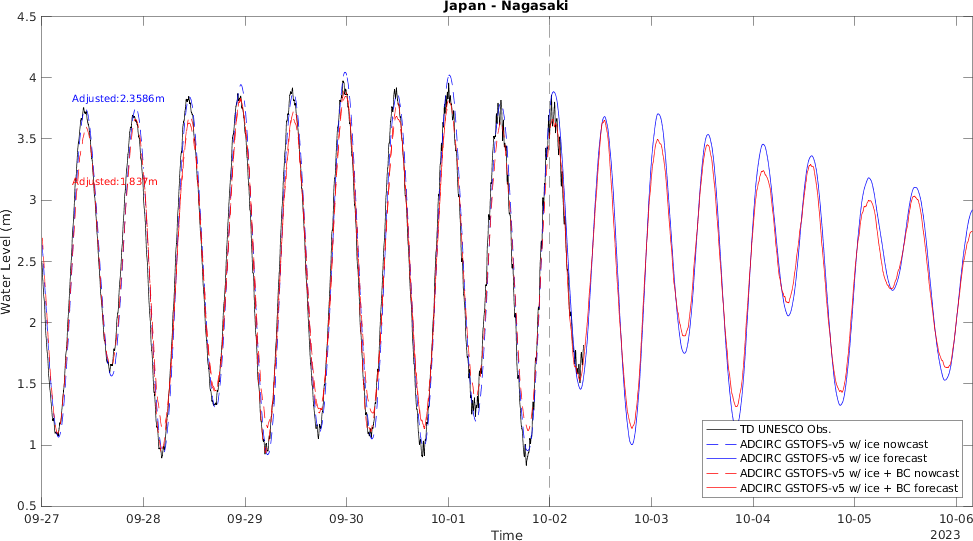 Japan - Nagasaki
Water Level (m)
4.5
4
3.5
3
2.5
2
1.5
1
0.5
Adjusted:2.3586m
Adjusted:1.837m
TD UNESCO Obs.
ADCIRC GSTOFS-v5 w/ ice nowcast
ADCIRC GSTOFS-v5 w/ ice forecast
ADCIRC GSTOFS-v5 w/ ice + BC nowcast
ADCIRC GSTOFS-v5 w/ ice + BC forecast
09-27 09-28 09-29 09-30 10-01 10-02 10-03 10-04 10-05 10-06
Time
2023